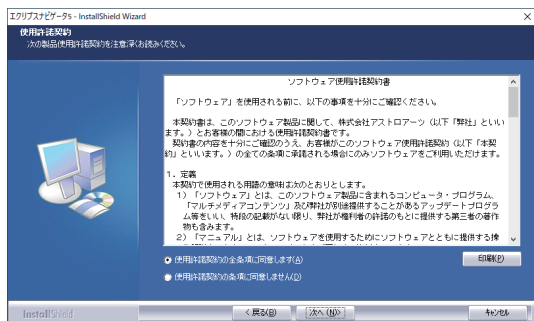 エクリプスナビゲータ5 - InstallShield Wizard
使用許諾契約
次の製品使用許諾契約を注意深くお読みください。
ソフトウェア使用許諾契約書
「ソフトウェア」を使用される前に、以下の事項を十分にご確認ください。
本契約書は、このソフトウェア製品に関して、株式会社アストロアーツ（以下「弊社」といい
ます。）とお客様の間における使用許諾契約書です。
契約書の内容を十分にご確認のうえ、お客様がこのソフトウェア使用許諾契約（以下「本契
約」といいます。）の全ての条項に承諾される場合にのみソフトウェアをご利用いただけます。
1. 定義
本契約で使用される用語の意味は次のとおりとします。
1) 「ソフトウェア」とは、このソフトウェア製品に含まれるコンピュータ・プログラム、
「マルチメディアコンテンツ」及び弊社が別途提供することがあるアップデートプログラ
ム等をいい、特段の記載がない限り、弊社が権利者の許諾のもとに提供する第三者の著作
物も含みます。
2) 「マニュアル」とは、ソフトウェアを使用するためにソフトウェアとともに提供する操
使用許諾契約の全条項に同意します(A)
印刷(P)
使用許諾契約の条項に同意しません(D)
InstallShield
< 戻る(B)
次へ(N)>
キャンセル